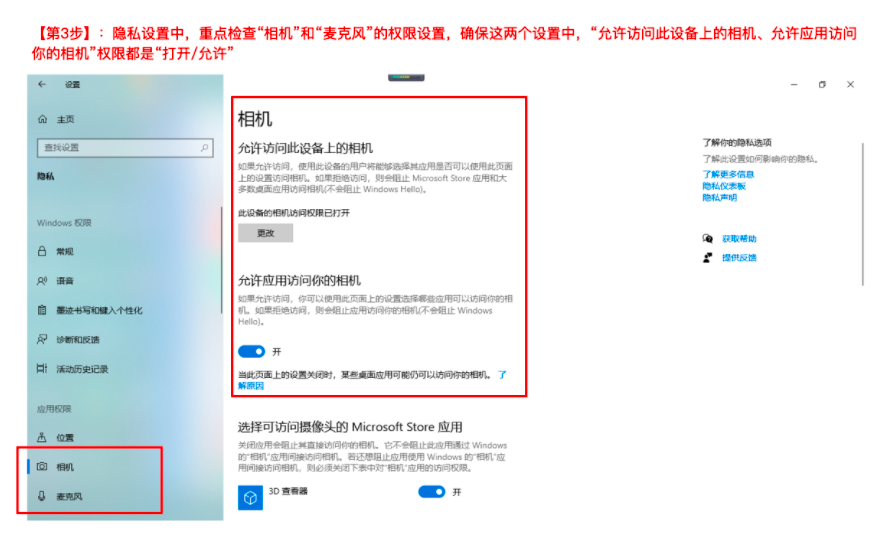 【第3步】：隐私设置中，重点检查“相机”和“麦克风”的权限设置，确保这两个设置中，“允许访问此设备上的相机、允许应用访问
你的相机”权限都是“打开/允许”
设置
主页
查找设置
隐私
Windows 权限
常规
语音
墨迹书写和键入个性化
诊断和反馈
活动历史记录
应用权限
位置
相机
麦克风
相机
允许访问此设备上的相机
如果允许访问，使用此设备的用户将能够选择其应用是否可以使用此页面
上的设置访问相机。如果拒绝访问，则会阻止 Microsoft Store 应用和大
多数桌面应用访问相机(不会阻止 Windows Hello)。
此设备的相机访问权限已打开
更改
允许应用访问你的相机
如果允许访问，你可以使用此页面上的设置选择哪些应用可以访问你的相
机。如果拒绝访问，则会阻止应用访问你的相机(不会阻止 Windows
Hello)。
开
当此页面上的设置关闭时，某些桌面应用可能仍可以访问你的相机。 了
解原因
选择可访问摄像头的 Microsoft Store 应用
关闭应用会阻止其直接访问你的相机。它不会阻止此应用通过 Windows
的“相机”应用间接访问相机。若还想阻止应用使用 Windows 的“相机”应
用间接访问相机，则必须关闭下表中对“相机”应用的访问权限。
3D 查看器
开
了解你的隐私选项
了解此设置如何影响你的隐私。
了解更多信息
隐私仪表板
隐私声明
获取帮助
提供反馈